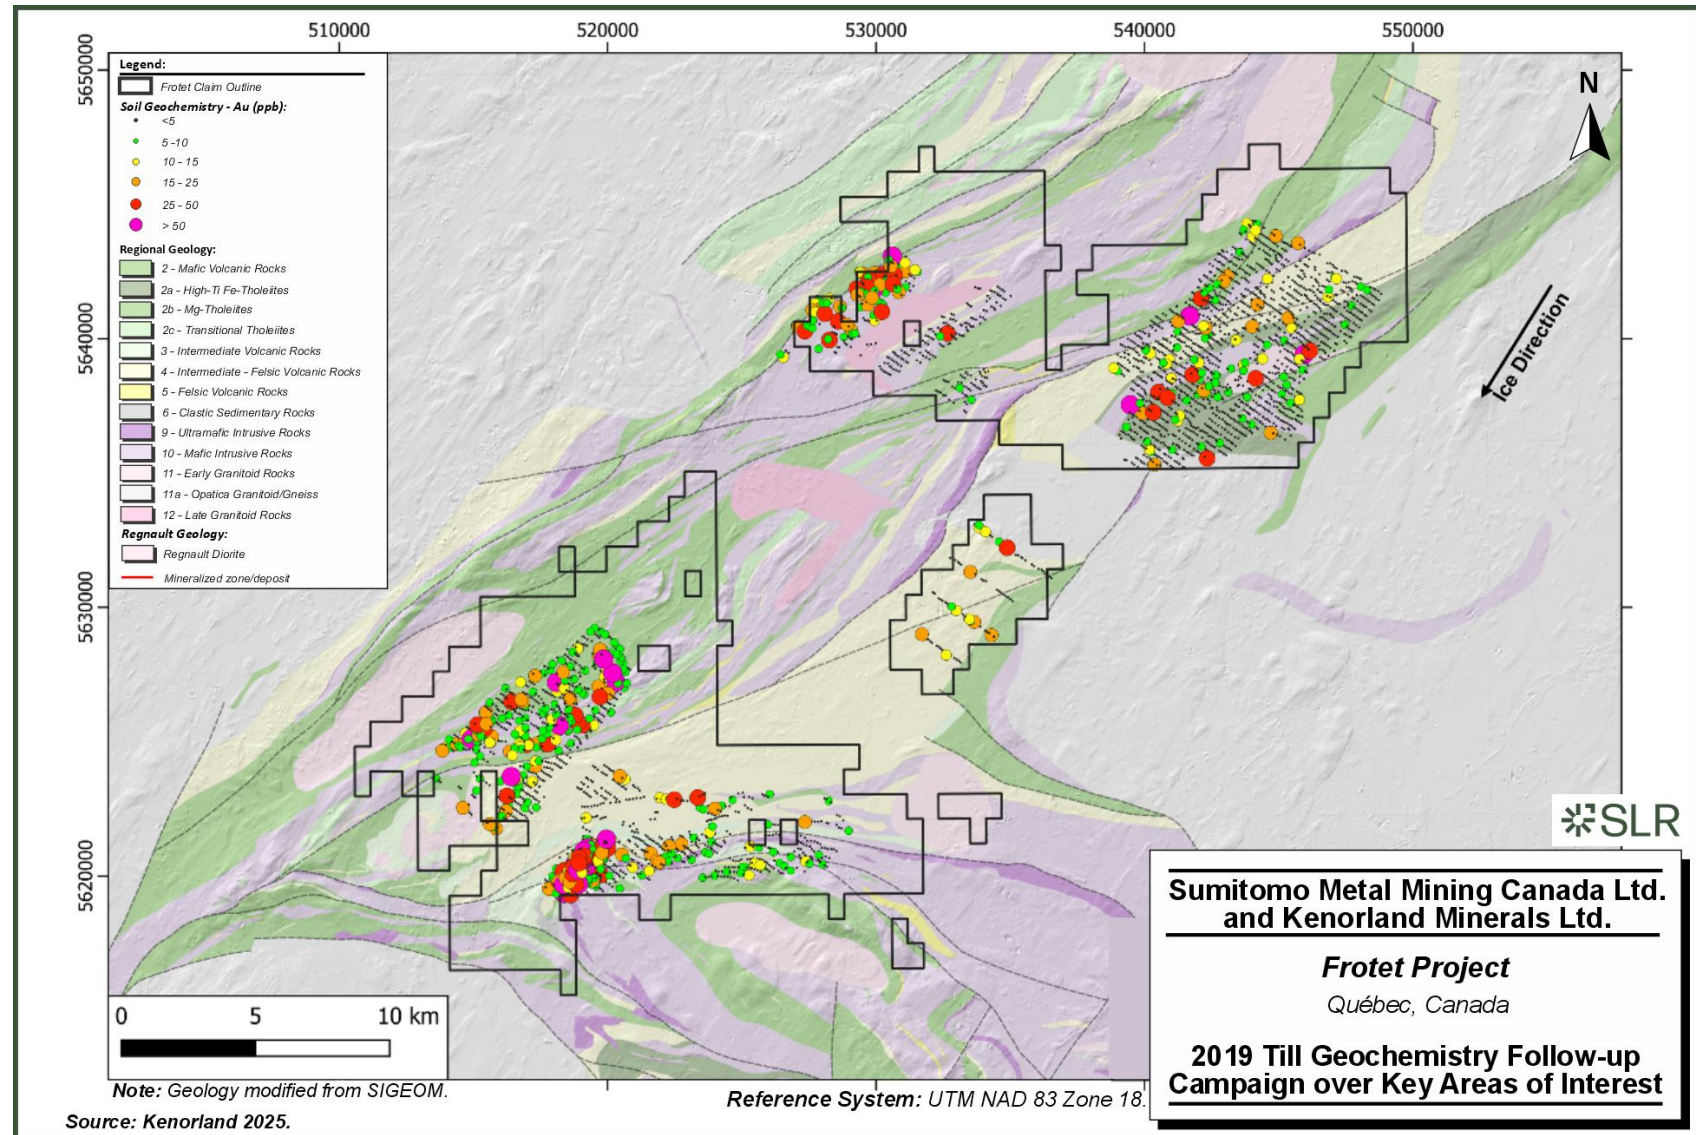 510000
520000
530000
540000
550000
5650000
5640000
5630000
5620000
Legend:
Frotet Claim Outline
Soil Geochemistry - Au (ppb):
<5
5 -10
10 - 15
15 - 25
25 - 50
> 50
Regional Geology:
2 - Mafic Volcanic Rocks
2a - High-Ti Fe-Tholeiites
2b - Mg-Tholeiites
2c - Transitional Tholeiites
3 - Intermediate Volcanic Rocks
4 - Intermediate - Felsic Volcanic Rocks
5 - Felsic Volcanic Rocks
6 - Clastic Sedimentary Rocks
9 - Ultramafic Intrusive Rocks
10 - Mafic Intrusive Rocks
11 - Early Granitoid Rocks
11a - Opatica Granitoid/Gneiss
12 - Late Granitoid Rocks
Regnault Geology:
Regnault Diorite
Mineralized zone/deposit
N
Ice Direction
0 5 10 km
Note: Geology modified from SIGEOM.
Source: Kenorland 2025.
Reference System: UTM NAD 83 Zone 18.
SLR
Sumitomo Metal Mining Canada Ltd.
and Kenorland Minerals Ltd.
Frotet Project
Québec, Canada
2019 Till Geochemistry Follow-up
Campaign over Key Areas of Interest